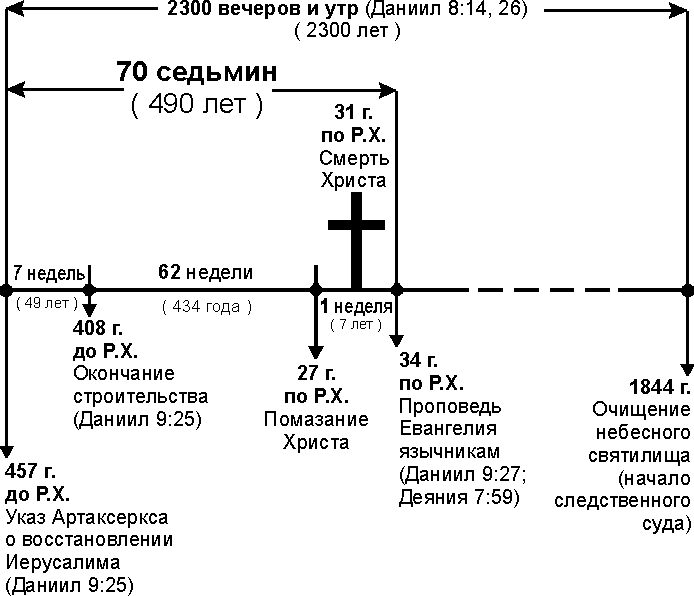 2300 вечеров и утр (Даниил 8:14, 26)
( 2300 лет )
70 седьмин
( 490 лет )
31 г.
по Р.Х.
Смерть
Христа
7 недель
( 49 лет )
62 недели
( 434 года )
1 неделя
( 7 лет )
408 г.
до Р.Х.
Окончание
строительства
(Даниил 9:25)
27 г.
по Р.Х.
Помазание
Христа
34 г.
по Р.Х.
Проповедь
Евангелия
язычникам
(Даниил 9:27;
Деяния 7:59)
1844 г.
Очищение
небесного
святилища
(начало
следственного
суда)
457 г.
до Р.Х.
Указ Артаксеркса
о восстановлении
Иерусалима
(Даниил 9:25)